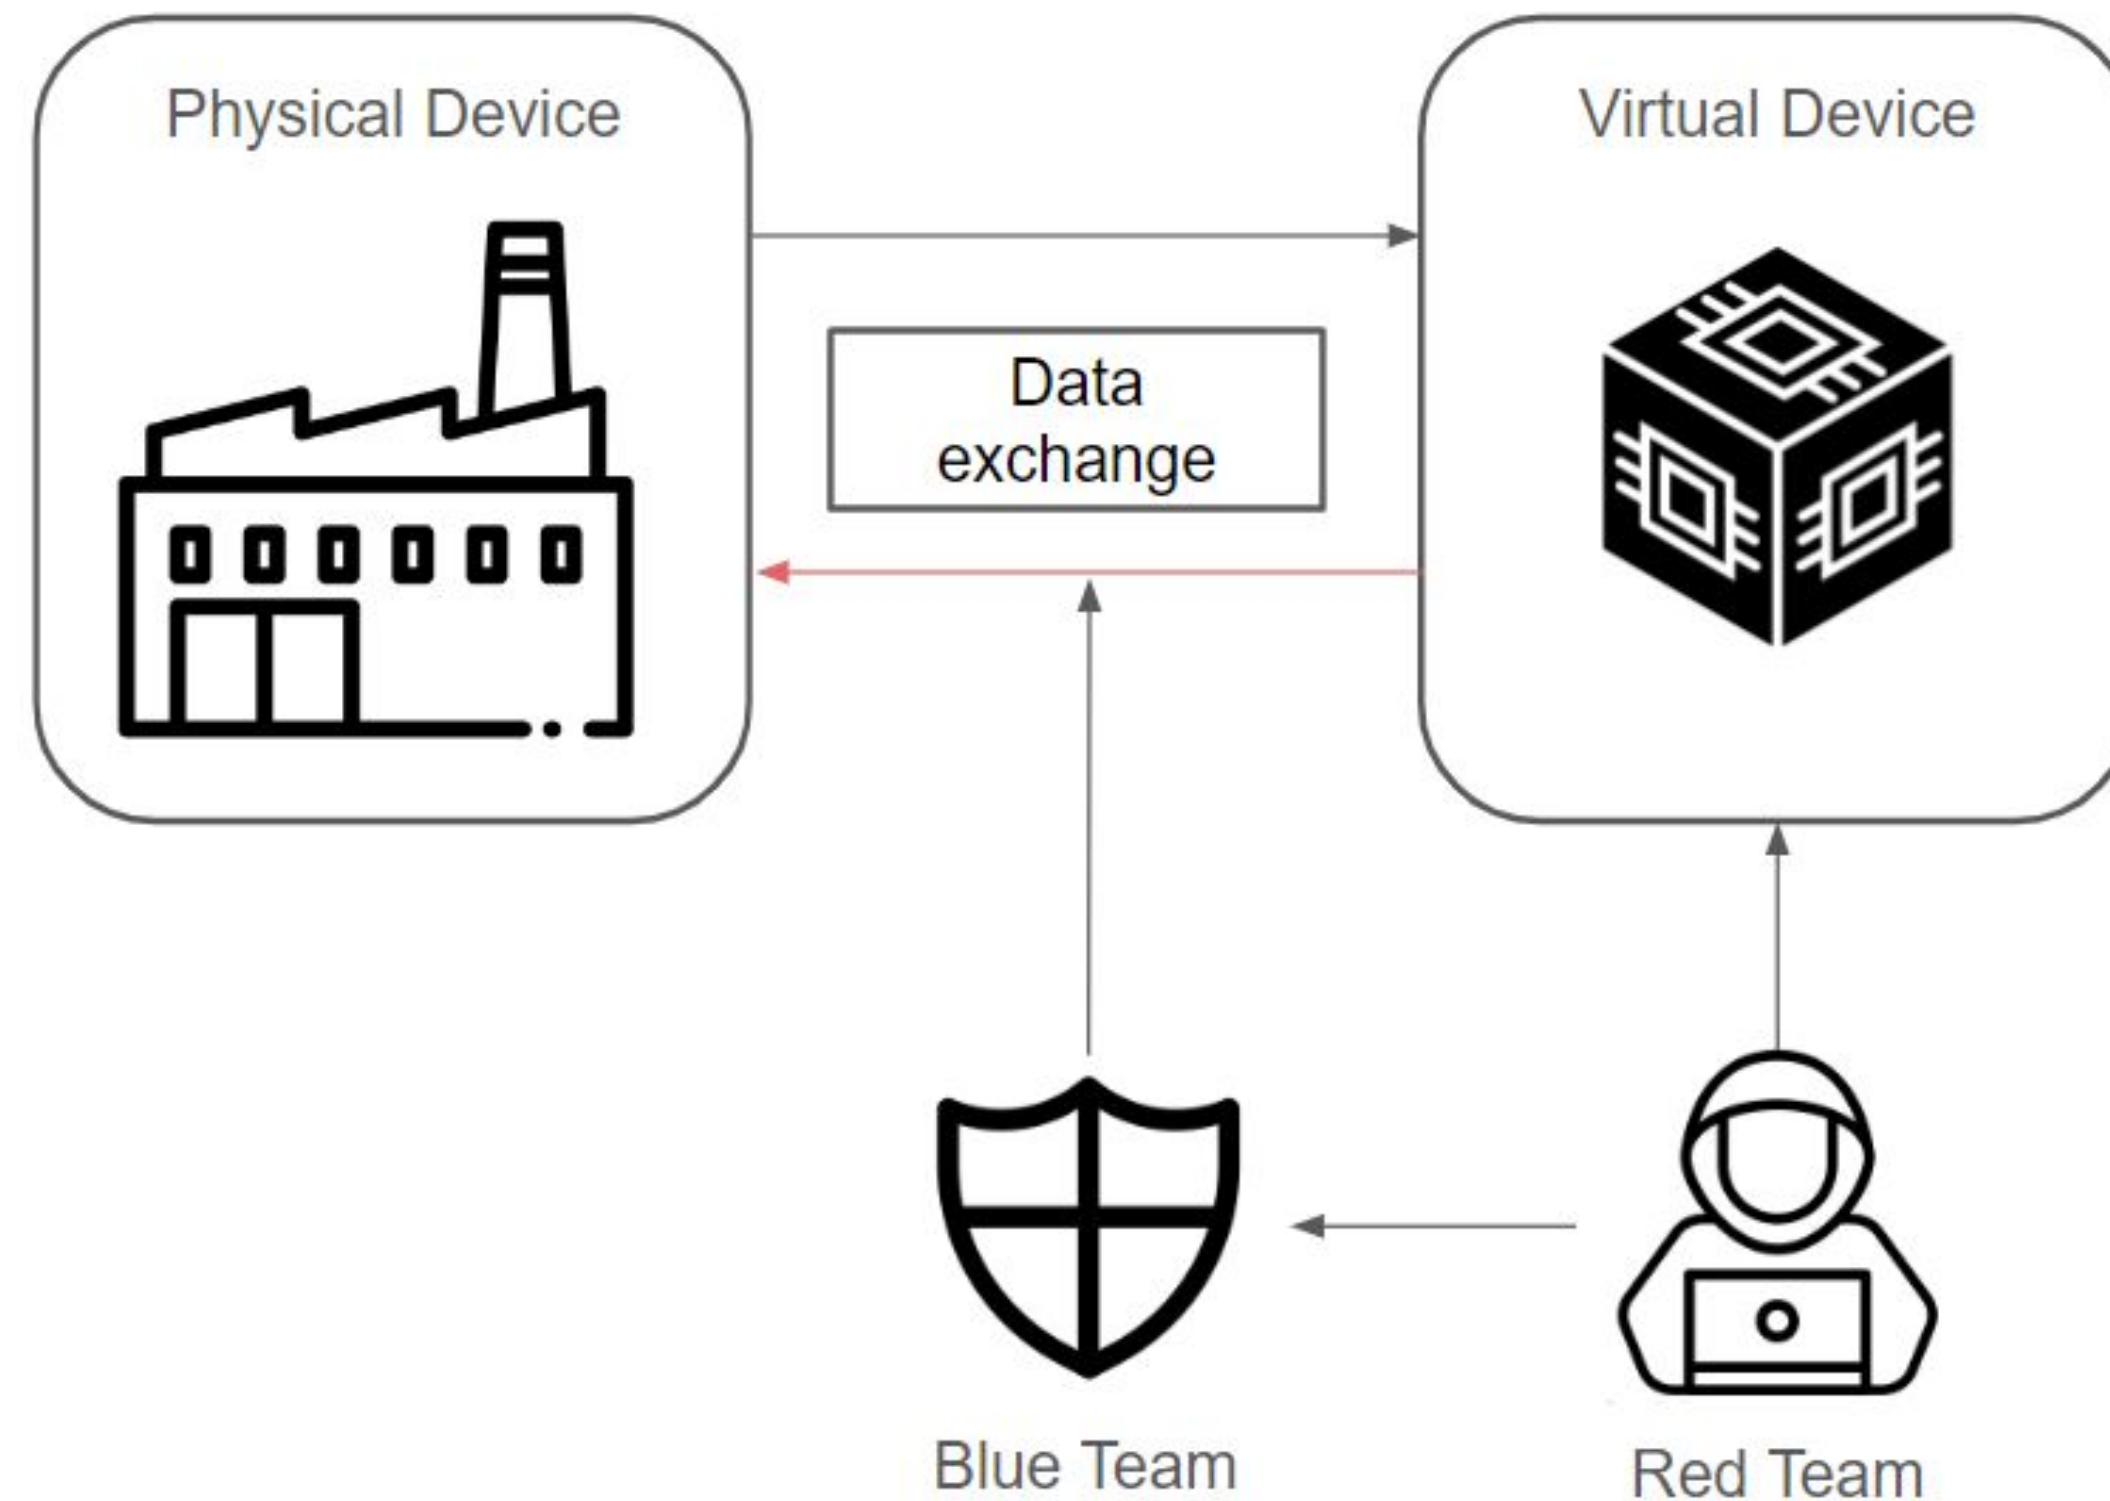 Physical Device
Virtual Device
Data
exchange
Blue Team
Red Team